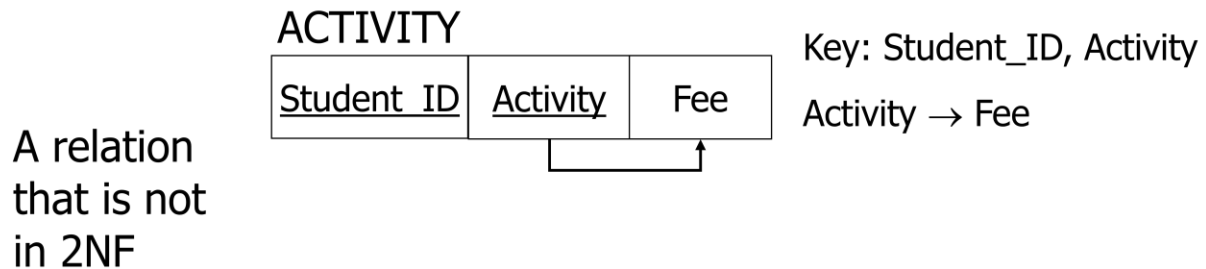 ACTIVITY
Student_ID Activity Fee
Key: Student_ID, Activity
Activity → Fee
A relation
that is not
in 2NF